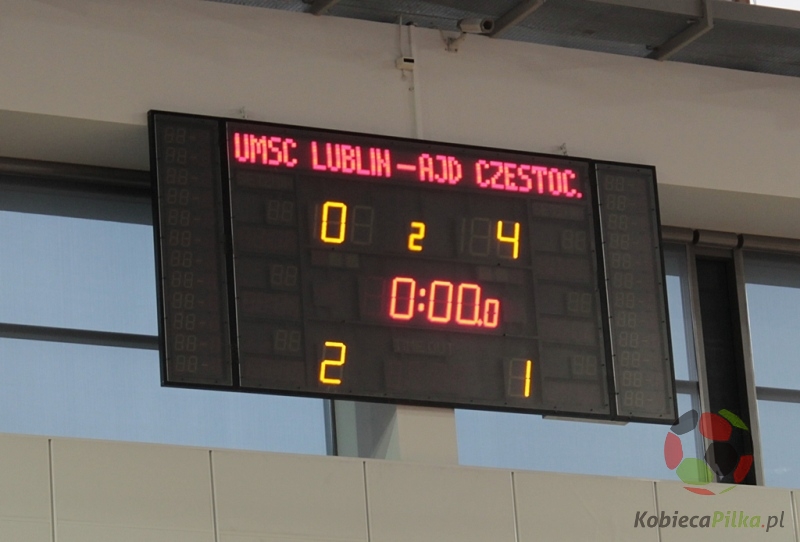 UMSC LUBLIN-AJD CZESTOC.
0 2 4
0:00.0
2 1
KobiecaPilka.pl